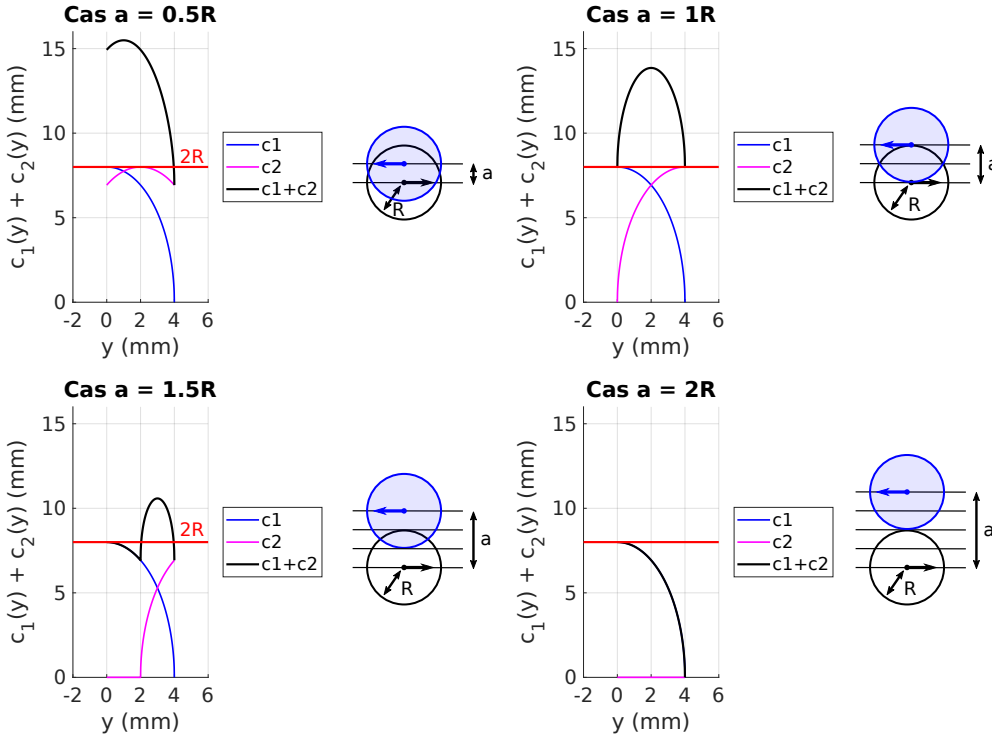 Cas a = 0.5R
15
10
5
0
-2 0 2 4 6
y (mm)
c1(y) + c2(y) (mm)
2R
c1
c2
c1+c2
a
R
Cas a = 1R
15
10
5
0
-2 0 2 4 6
y (mm)
c1(y) + c2(y) (mm)
c1
c2
c1+c2
a
R
Cas a = 1.5R
15
10
5
0
-2 0 2 4 6
y (mm)
c1(y) + c2(y) (mm)
2R
c1
c2
c1+c2
a
R
Cas a = 2R
15
10
5
0
-2 0 2 4 6
y (mm)
c1(y) + c2(y) (mm)
c1
c2
c1+c2
a
R